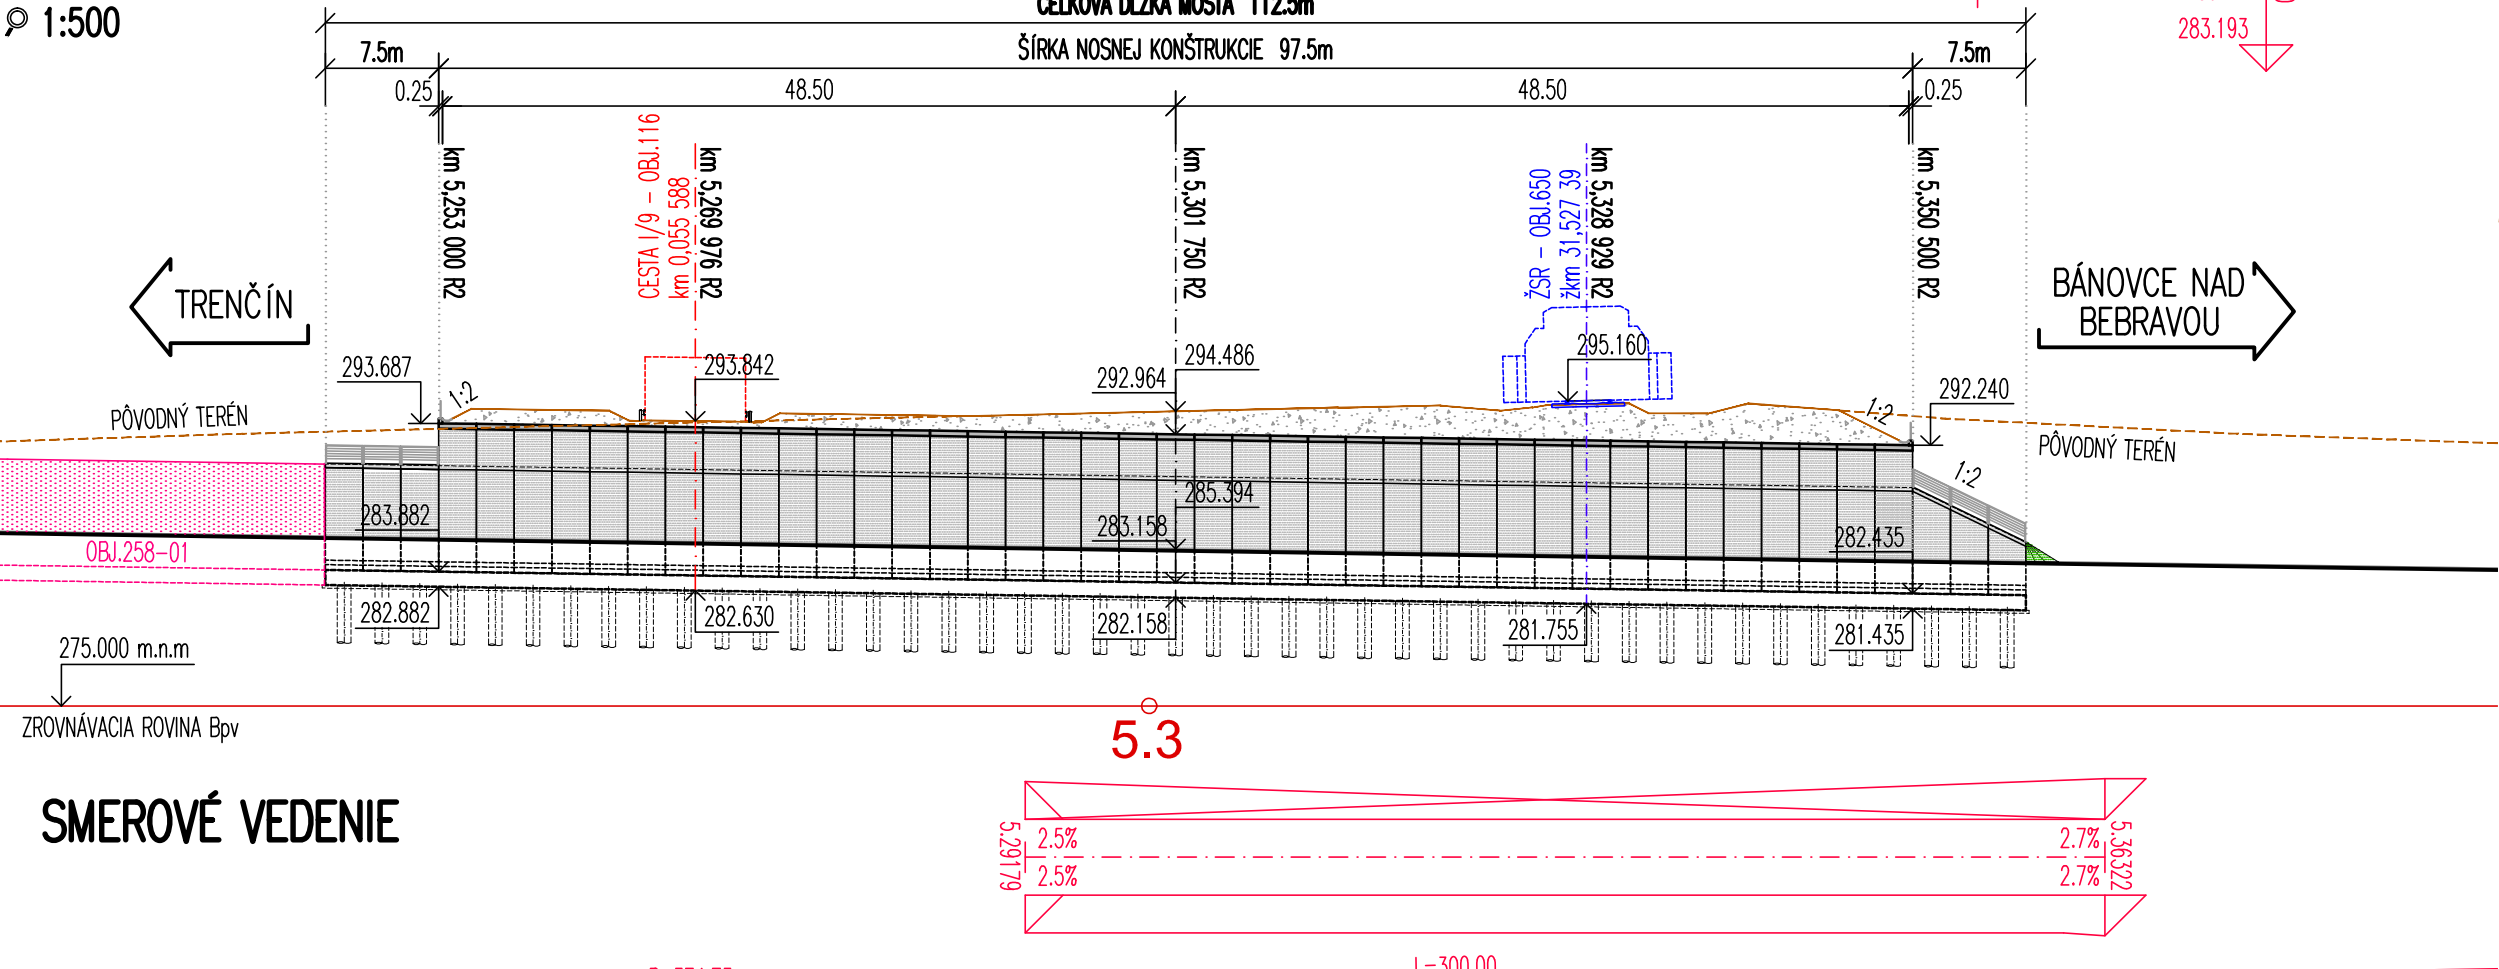 1:500
CELKOVÁ DĹŽKA MOSTA 112.5m
283.193
7.5m
ŠÍRKA NOSNEJ KONŠTRUKCIE 97.5m
7.5m
0.25
48.50
48.50
0.25
km 5,253 000 R2
CESTA I/9 - OBJ.116
km 0,055 588
km 5,269 976 R2
km 5,301 750 R2
ŽSR - OBJ.650
žkm 31,527 39
km 5,328 929 R2
km 5,350 500 R2
TRENČÍN
BÁNOVCE NAD
BEBRAVOU
293.687
293.842
292.964
294.486
295.160
292.240
1:2
1:2
1:2
PÔVODNÝ TERÉN
PÔVODNÝ TERÉN
283.882
285.394
283.158
282.435
OBJ.258-01
282.882
282.630
282.158
281.755
281.435
275.000 m.n.m
ZROVNÁVACIA ROVINA Bpv
5.3
SMEROVÉ VEDENIE
5.29179
2.5%
2.5%
2.7%
2.7%
5.36322
L=300.00